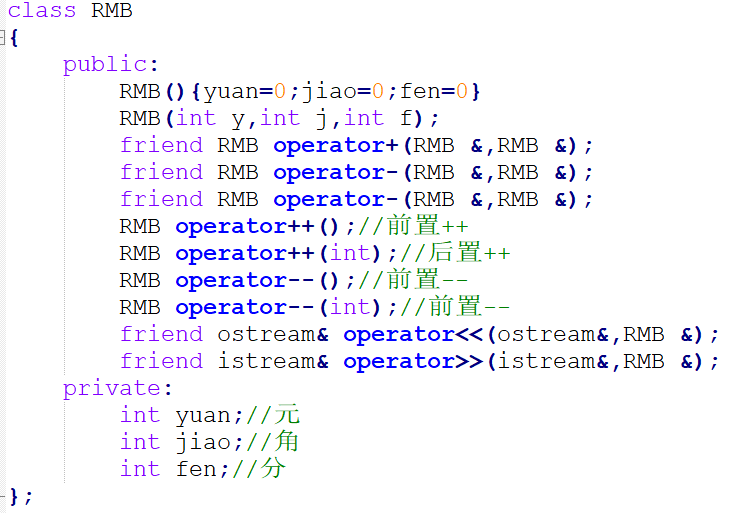 class RMB
{
public:
RMB(){yuan=0;jiao=0;fen=0}
RMB(int y,int j,int f);
friend RMB operator+(RMB &,RMB &);
friend RMB operator-(RMB &,RMB &);
friend RMB operator-(RMB &,RMB &);
RMB operator++();//前置++
RMB operator++(int);//后置++
RMB operator--();//前置--
RMB operator--(int);//前置--
friend ostream& operator<<(ostream&,RMB &);
friend istream& operator>>(istream&,RMB &);
private:
int yuan;//元
int jiao;//角
int fen;//分
};